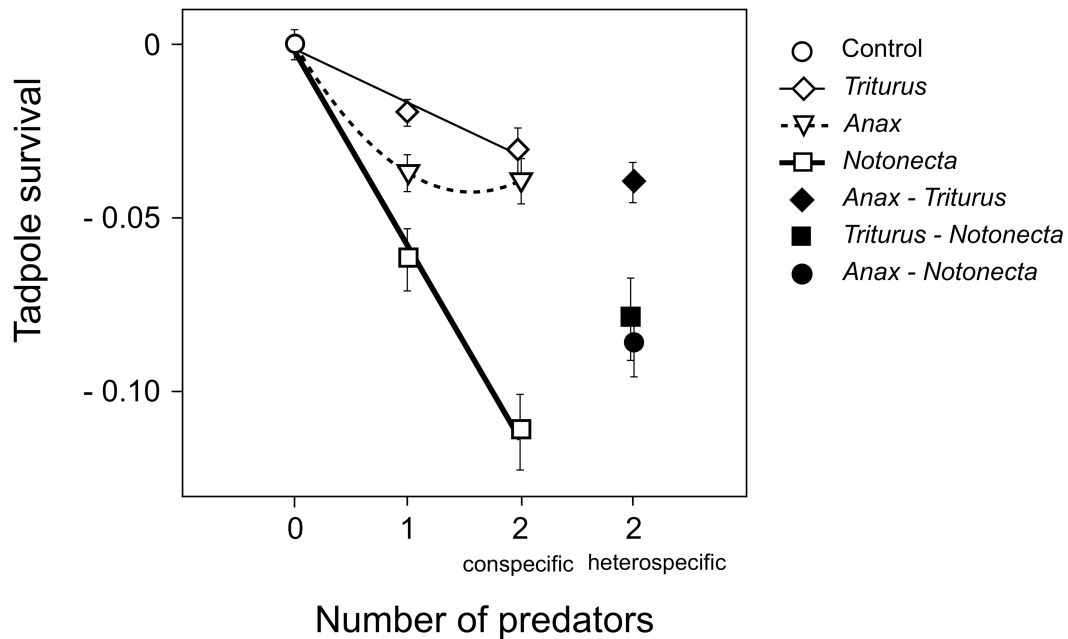 Tadpole survival
0
- 0.05
- 0.10
0 1 2 2
conspecific heterospecific
Number of predators
Control
Triturus
Anax
Notonecta
Anax - Triturus
Triturus - Notonecta
Anax - Notonecta